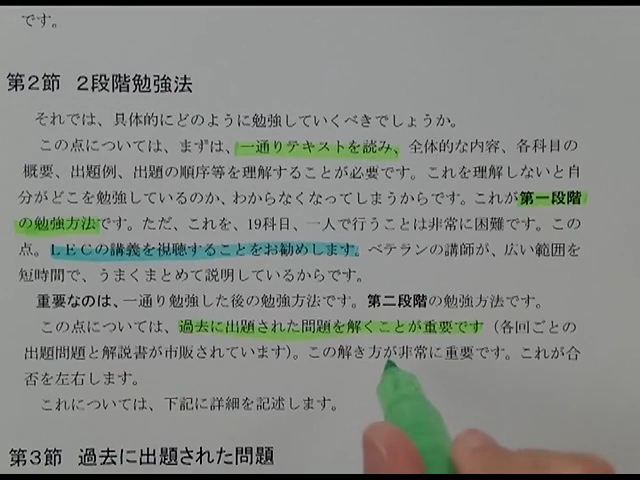 です。
第2節 2段階勉強法
それでは、具体的にどのように勉強していくべきでしょうか。
この点については、まずは、一通りテキストを読み、全体的な内容、各科目の
概要、出題例、出題の順序等を理解することが必要です。これを理解しないと自
分がどこを勉強しているのか、わからなくなってしまうからです。これが第一段階
の勉強方法です。ただ、これを、19科目、一人で行うことは非常に困難です。この
点。LECの講義を視聴することをお勧めします。ベテランの講師が、広い範囲を
短時間で、うまくまとめて説明しているからです。
重要なのは、一通り勉強した後の勉強方法です。第二段階の勉強方法です。
この点については、過去に出題された問題を解くことが重要です（各回ごとの
出題問題と解説書が市販されています）。この解き方が非常に重要です。これが合
否を左右します。
これについては、下記に詳細を記述します。
第3節 過去に出題された問題